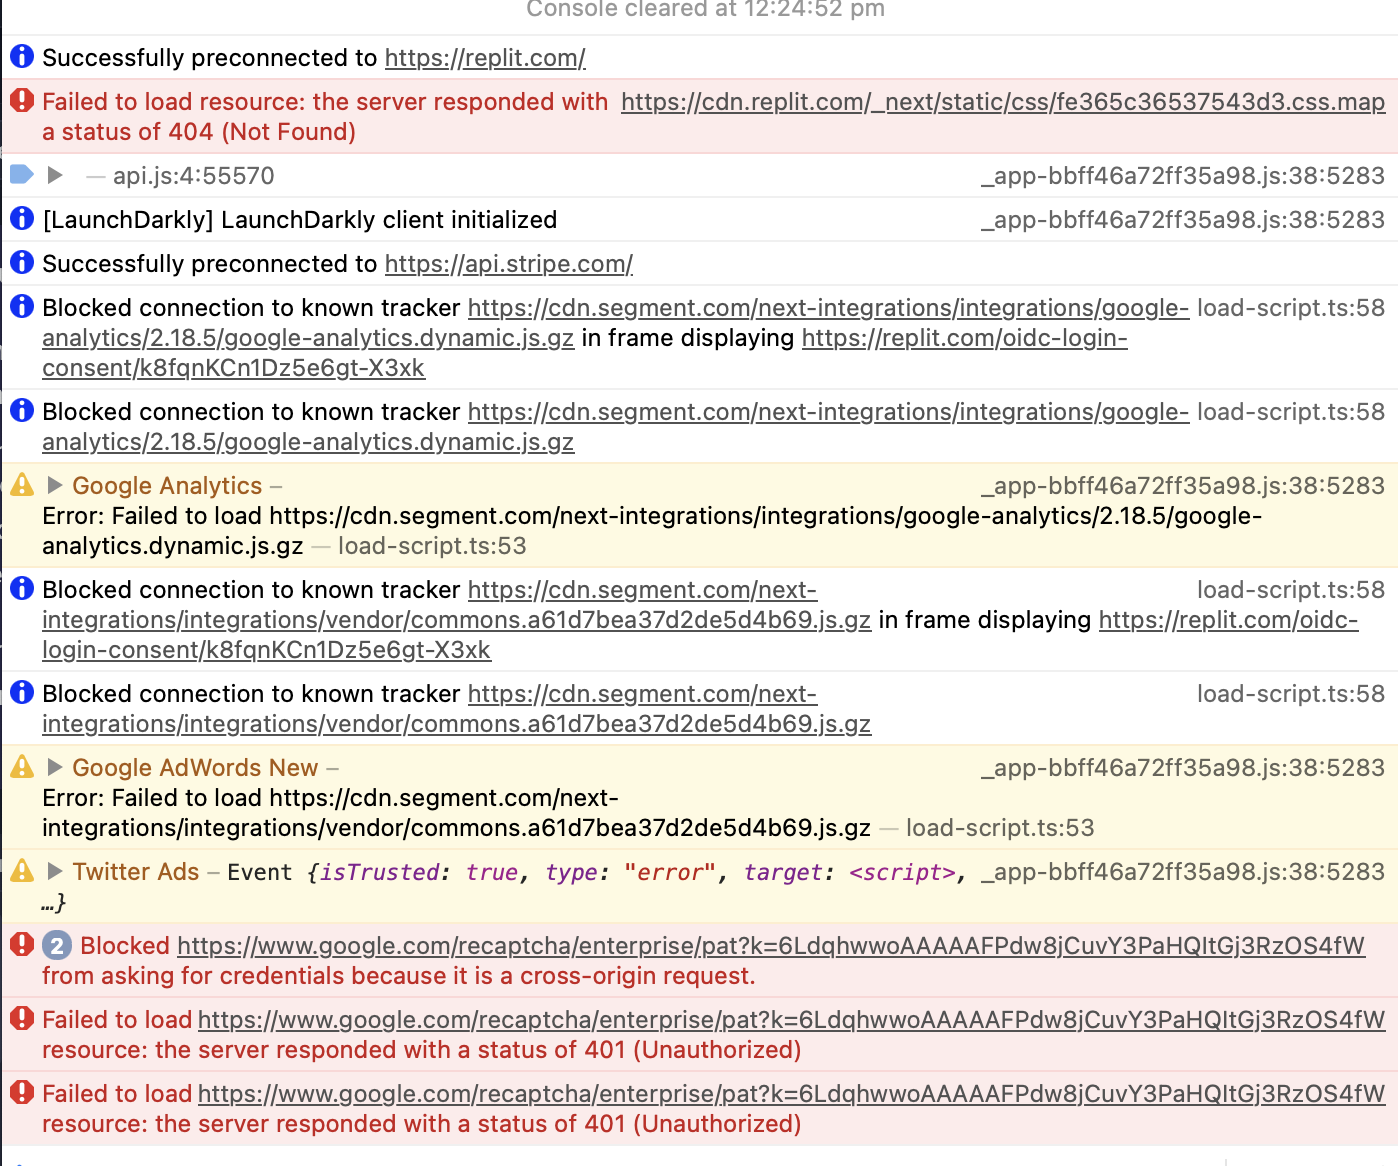 Console cleared at 12:24:52 pm
Successfully preconnected to https://replit.com/
Failed to load resource: the server responded with https://cdn.replit.com/_next/static/css/fe365c36537543d3.css.map
a status of 404 (Not Found)
— api.js:4:55570 _app-bbff46a72ff35a98.js:38:5283
[LaunchDarkly] LaunchDarkly client initialized _app-bbff46a72ff35a98.js:38:5283
Successfully preconnected to https://api.stripe.com/
Blocked connection to known tracker https://cdn.segment.com/next-integrations/integrations/google- load-script.ts:58
analytics/2.18.5/google-analytics.dynamic.js.gz in frame displaying https://replit.com/oidc-login-
consent/k8fqnKCn1Dz5e6gt-X3xk
Blocked connection to known tracker https://cdn.segment.com/next-integrations/integrations/google- load-script.ts:58
analytics/2.18.5/google-analytics.dynamic.js.gz
Google Analytics – _app-bbff46a72ff35a98.js:38:5283
Error: Failed to load https://cdn.segment.com/next-integrations/integrations/google-analytics/2.18.5/google-
analytics.dynamic.js.gz — load-script.ts:53
Blocked connection to known tracker https://cdn.segment.com/next- load-script.ts:58
integrations/integrations/vendor/commons.a61d7bea37d2de5d4b69.js.gz in frame displaying https://replit.com/oidc-
login-consent/k8fqnKCn1Dz5e6gt-X3xk
Blocked connection to known tracker https://cdn.segment.com/next- load-script.ts:58
integrations/integrations/vendor/commons.a61d7bea37d2de5d4b69.js.gz
Google AdWords New – _app-bbff46a72ff35a98.js:38:5283
Error: Failed to load https://cdn.segment.com/next-
integrations/integrations/vendor/commons.a61d7bea37d2de5d4b69.js.gz — load-script.ts:53
Twitter Ads – Event {isTrusted: true, type: "error", target: <script>, _app-bbff46a72ff35a98.js:38:5283
…}
2 Blocked https://www.google.com/recaptcha/enterprise/pat?k=6LdqhwwoAAAAAFPdw8jCuvY3PaHQItGj3RzOS4fW
from asking for credentials because it is a cross-origin request.
Failed to load https://www.google.com/recaptcha/enterprise/pat?k=6LdqhwwoAAAAAFPdw8jCuvY3PaHQItGj3RzOS4fW
resource: the server responded with a status of 401 (Unauthorized)
Failed to load https://www.google.com/recaptcha/enterprise/pat?k=6LdqhwwoAAAAAFPdw8jCuvY3PaHQItGj3RzOS4fW
resource: the server responded with a status of 401 (Unauthorized)